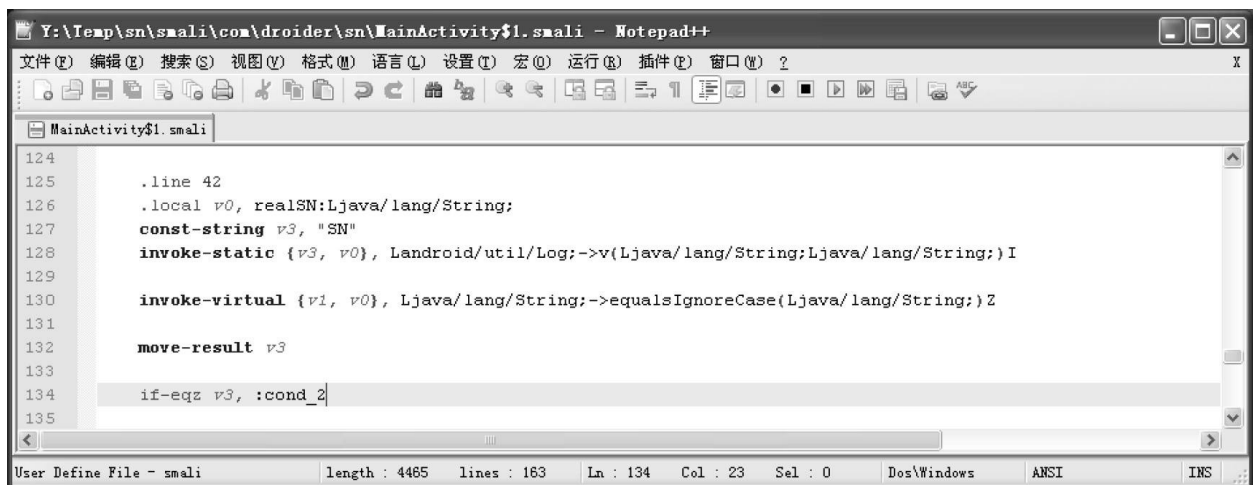 Y:\Temp\sn\smali\com\droider\sn\MainActivity$1.smali - Notepad++
文件(F) 编辑(E) 搜索(S) 视图(V) 格式(M) 语言(L) 设置(T) 宏(O) 运行(R) 插件(P) 窗口(W) ? X
MainActivity$1.smali
124
125 .line 42
126 .local v0, realSN:Ljava/lang/String;
127 const-string v3, "SN"
128 invoke-static {v3, v0}, Landroid/util/Log;->v(Ljava/lang/String;Ljava/lang/String;)I
129
130 invoke-virtual {v1, v0}, Ljava/lang/String;->equalsIgnoreCase(Ljava/lang/String;)Z
131
132 move-result v3
133
134 if-eqz v3, :cond_2
135
User Define File - smali length : 4465 lines : 163 Ln : 134 Col : 23 Sel : 0 Dos\Windows ANSI INS